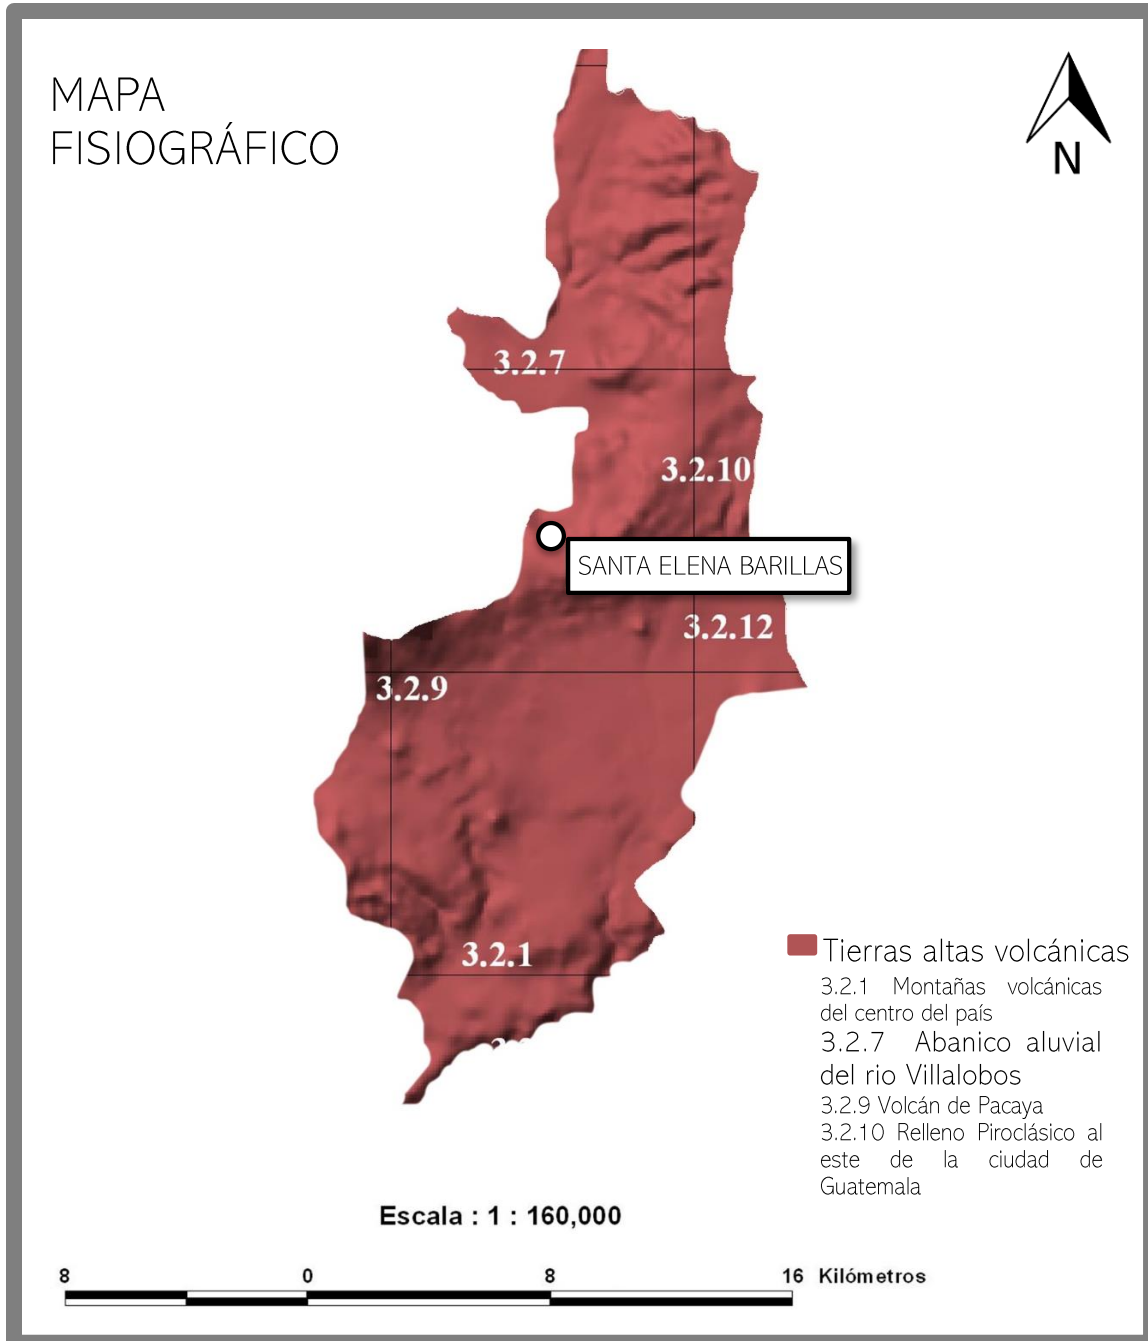 MAPA
FISIOGRÁFICO
N
3.2.7
3.2.10
SANTA ELENA BARILLAS
3.2.12
3.2.9
3.2.1
Tierras altas volcánicas
3.2.1 Montañas volcánicas
del centro del país
3.2.7 Abanico aluvial
del rio Villalobos
3.2.9 Volcán de Pacaya
3.2.10 Relleno Piroclásico al
este de la ciudad de
Guatemala
Escala : 1 : 160,000
8 0 8 16 Kilómetros